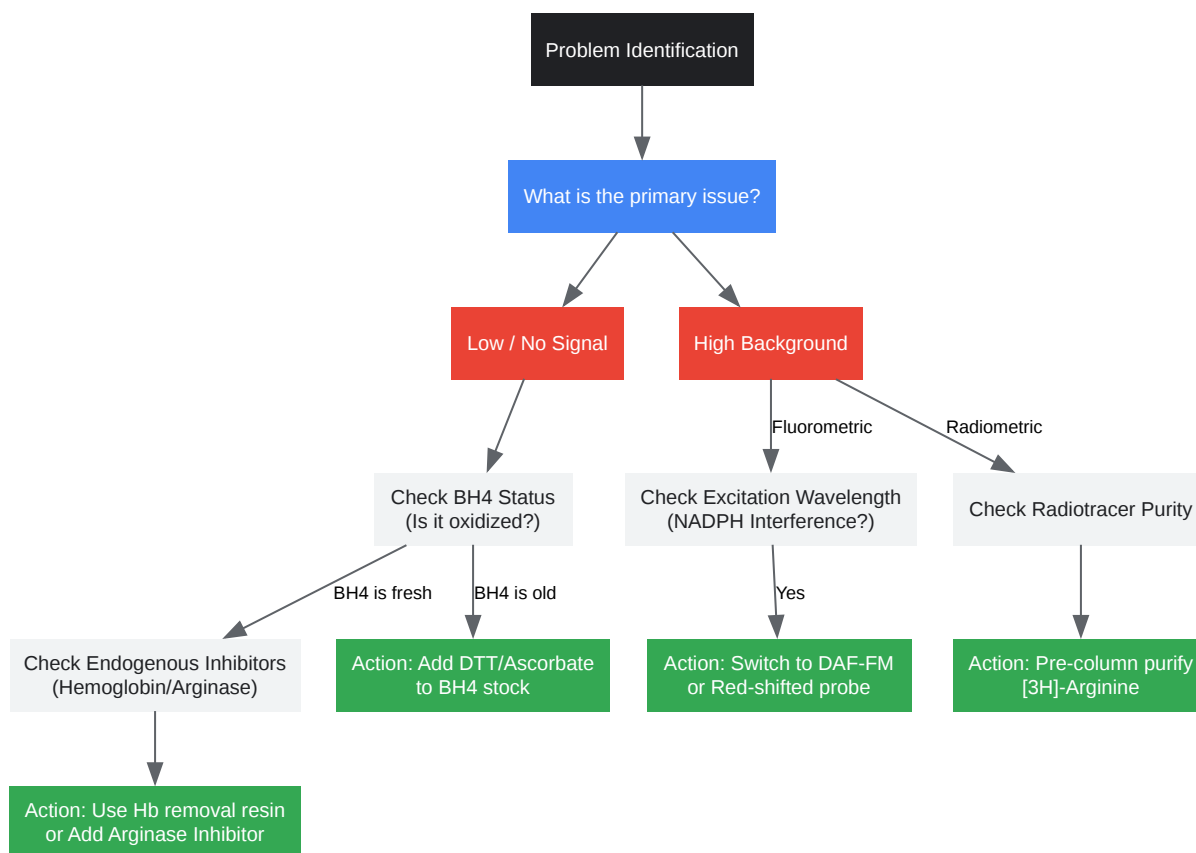 Problem Identification
What is the primary issue?
Low / No Signal
High Background
Fluorometric
Radiometric
Check BH4 Status
(Is it oxidized?)
Check Excitation Wavelength
(NADPH Interference?)
Check Radiotracer Purity
BH4 is fresh
BH4 is old
Yes
Check Endogenous Inhibitors
(Hemoglobin/Arginase)
Action: Add DTT/Ascorbate
to BH4 stock
Action: Switch to DAF-FM
or Red-shifted probe
Action: Pre-column purify
[3H]-Arginine
Action: Use Hb removal resin
or Add Arginase Inhibitor